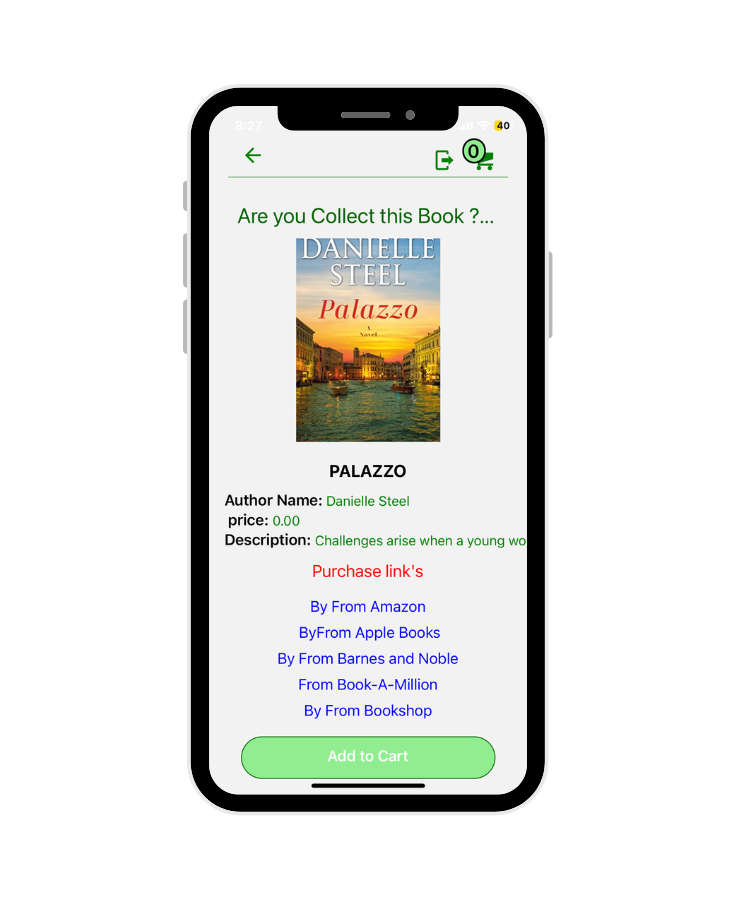 8:27
40
0
Are you Collect this Book ?...
DANIELLE
STEEL
Palazzo
A
Novel
PALAZZO
Author Name: Danielle Steel
price: 0.00
Description: Challenges arise when a young wo
Purchase link's
By From Amazon
ByFrom Apple Books
By From Barnes and Noble
From Book-A-Million
By From Bookshop
Add to Cart